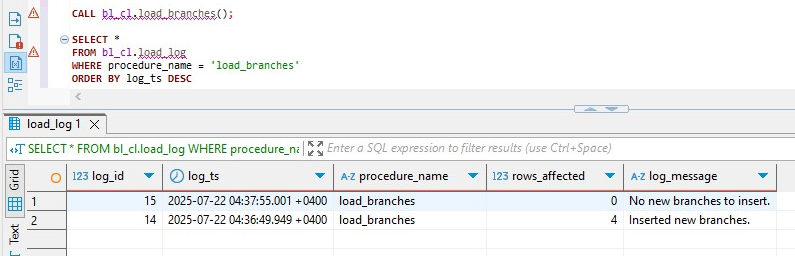 CALL bl_cl.load_branches();
SELECT *
FROM bl_cl.load_log
WHERE procedure_name = 'load_branches'
ORDER BY log_ts DESC
load_log 1
SELECT * FROM bl_cl.load_log WHERE procedure_na Enter a SQL expression to filter results (use Ctrl+Space)
Grid
Text
123 log_id log_ts A-Z procedure_name 123 rows_affected A-Z log_message
1 15 2025-07-22 04:37:55.001 +0400 load_branches 0 No new branches to insert.
2 14 2025-07-22 04:36:49.949 +0400 load_branches 4 Inserted new branches.